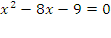 x² − 8x − 9 = 0